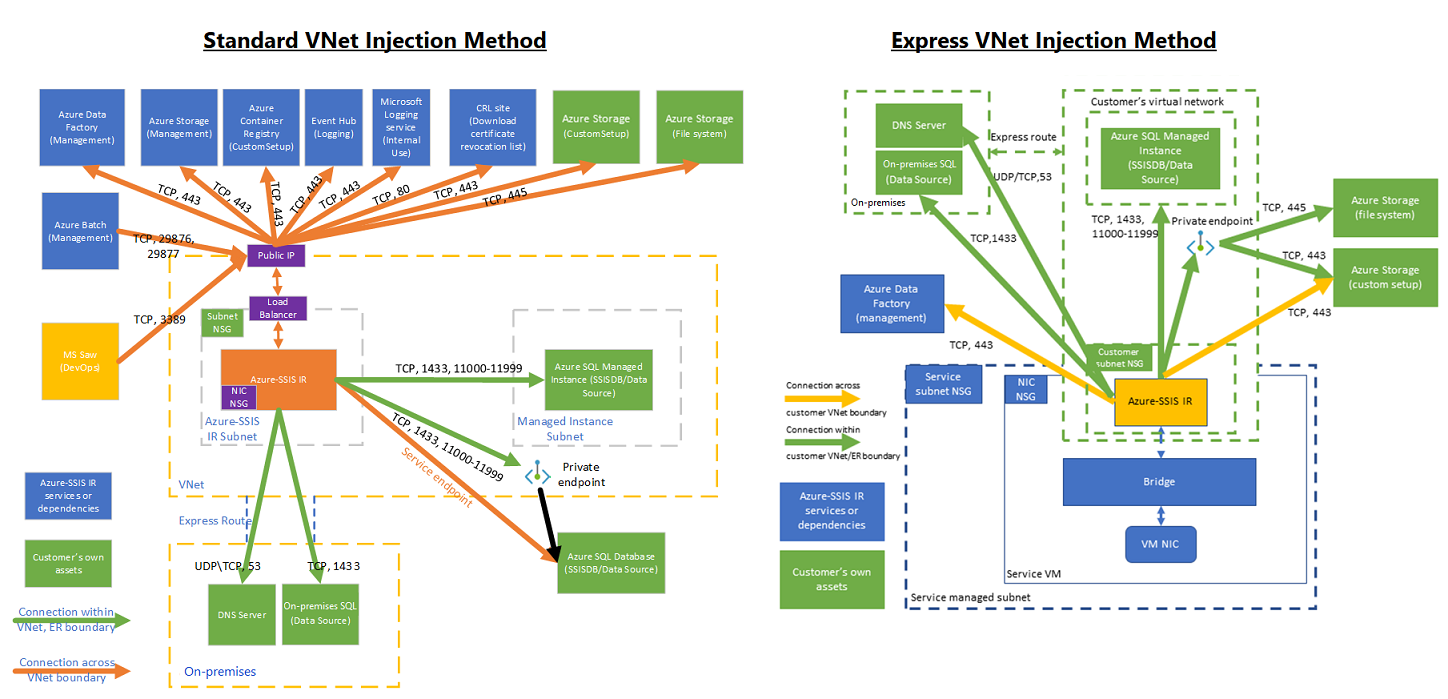 Standard VNet Injection Method
Azure Data
Factory
(Management)
Azure Storage
(Management)
Azure
Container
Registry
(CustomSetup)
Event Hub
(Logging)
Microsoft
Logging
service
(Internal
Use)
CRL site
(Download
certificate
revocation list)
Azure Storage
(CustomSetup)
Azure Storage
(File system)
TCP, 443
TCP, 443
TCP, 443
TCP, 443
TCP, 443
TCP, 80
TCP, 443
TCP, 445
Azure Batch
(Management)
TCP, 29876,
29877
Public IP
MS Saw
(DevOps)
TCP, 3389
Load
Balancer
Subnet
NSG
Azure-SSIS IR
NIC
NSG
Azure-SSIS
IR Subnet
TCP, 1433, 11000-11999
Azure SQL Managed
Instance (SSISDB/Data
Source)
Managed Instance
Subnet
TCP, 1433, 11000-11999
Service endpoint
Private
endpoint
VNet
Express Route
Azure SQL Database
(SSISDB/Data Source)
UDP\TCP, 53
TCP, 1433
DNS Server
On-premises SQL
(Data Source)
On-premises
Azure-SSIS IR
services or
dependencies
Customer's own
assets
Connection within
VNet, ER boundary
Connection across
VNet boundary
Express VNet Injection Method
DNS Server
On-premises SQL
(Data Source)
On-premises
Express route
UDP/TCP,53
Customer's virtual network
Azure SQL Managed
Instance
(SSISDB/Data
Source)
TCP, 1433,
11000-11999
Private endpoint
TCP,1433
TCP, 445
Azure Storage
(file system)
TCP, 443
Azure Storage
(custom setup)
TCP, 443
Azure Data
Factory
(management)
TCP, 443
Customer
subnet NSG
Service
subnet NSG
NIC
NSG
Azure-SSIS IR
Bridge
VM NIC
Service VM
Service managed subnet
Connection across
customer VNet boundary
Connection within
customer VNet/ER boundary
Azure-SSIS IR
services or
dependencies
Customer's own
assets